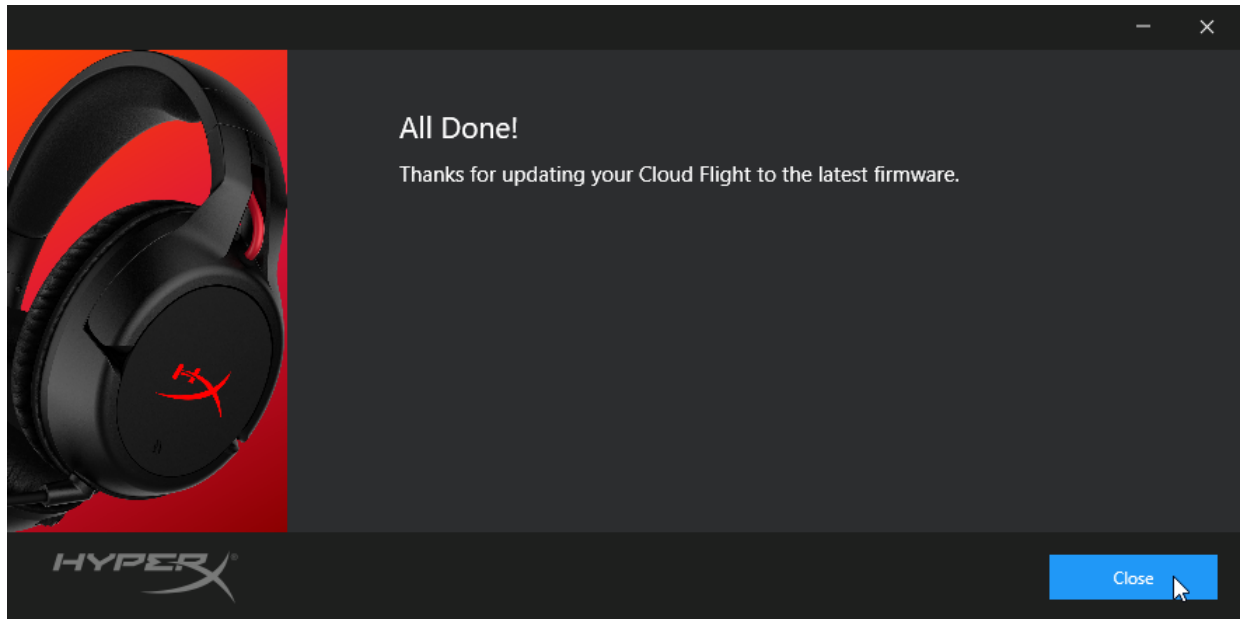 All Done!
Thanks for updating your Cloud Flight to the latest firmware.
HYPERX®
Close